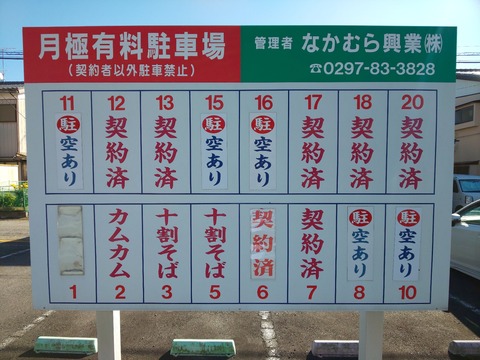 月極有料駐車場
(契約者以外駐車禁止)
管理者 なかむら興業㈱
☎0297-83-3828
11 12 13 15 16 17 18 20
駐空あり 契約済 契約済 駐空あり 駐空あり 契約済 契約済 契約済
カムカム 十割そば 十割そば 契約済 契約済 駐空あり 駐空あり
1 2 3 5 6 7 8 10